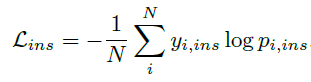 $\mathcal{L}_{ins} = -\frac{1}{N} \sum_{i}^{N} y_{i,ins} \log p_{i,ins}.$